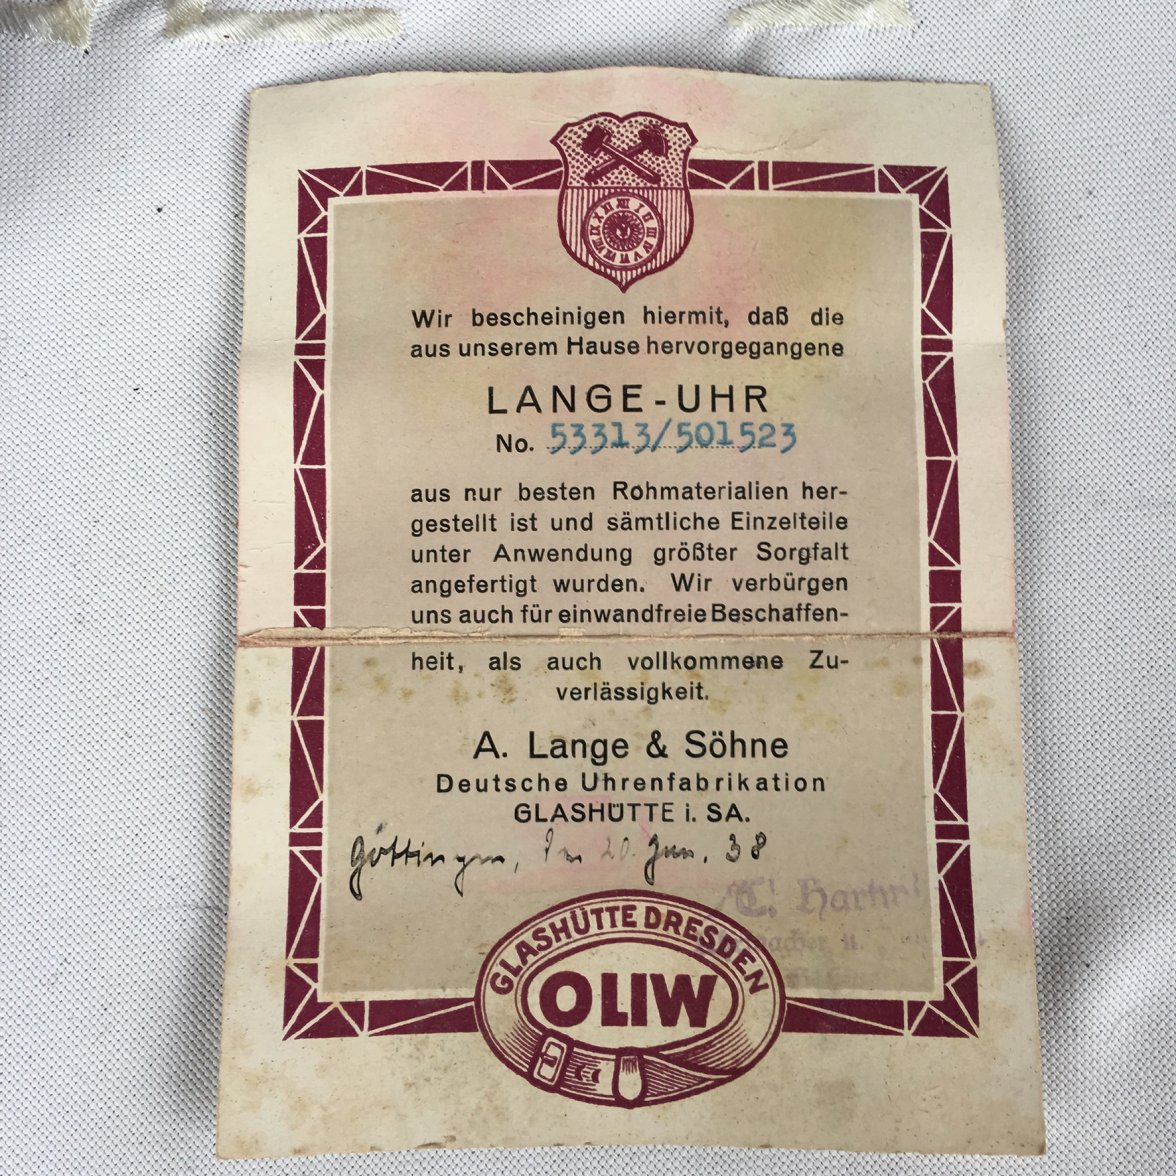 Wir bescheinigen hiermit, daß die
aus unserem Hause hervorgegangene
LANGE-UHR
No. 53313/501523
aus nur besten Rohmaterialien her-
gestellt ist und sämtliche Einzelteile
unter Anwendung größter Sorgfalt
angefertigt wurden. Wir verbürgen
uns auch für einwandfreie Beschaffen-
heit, als auch vollkommene Zu-
verlässigkeit.
A. Lange & Söhne
Deutsche Uhrenfabrikation
GLASHÜTTE i. SA.
Göttingen, 20. 38
GLASHÜTTE DRESDEN
OLIW